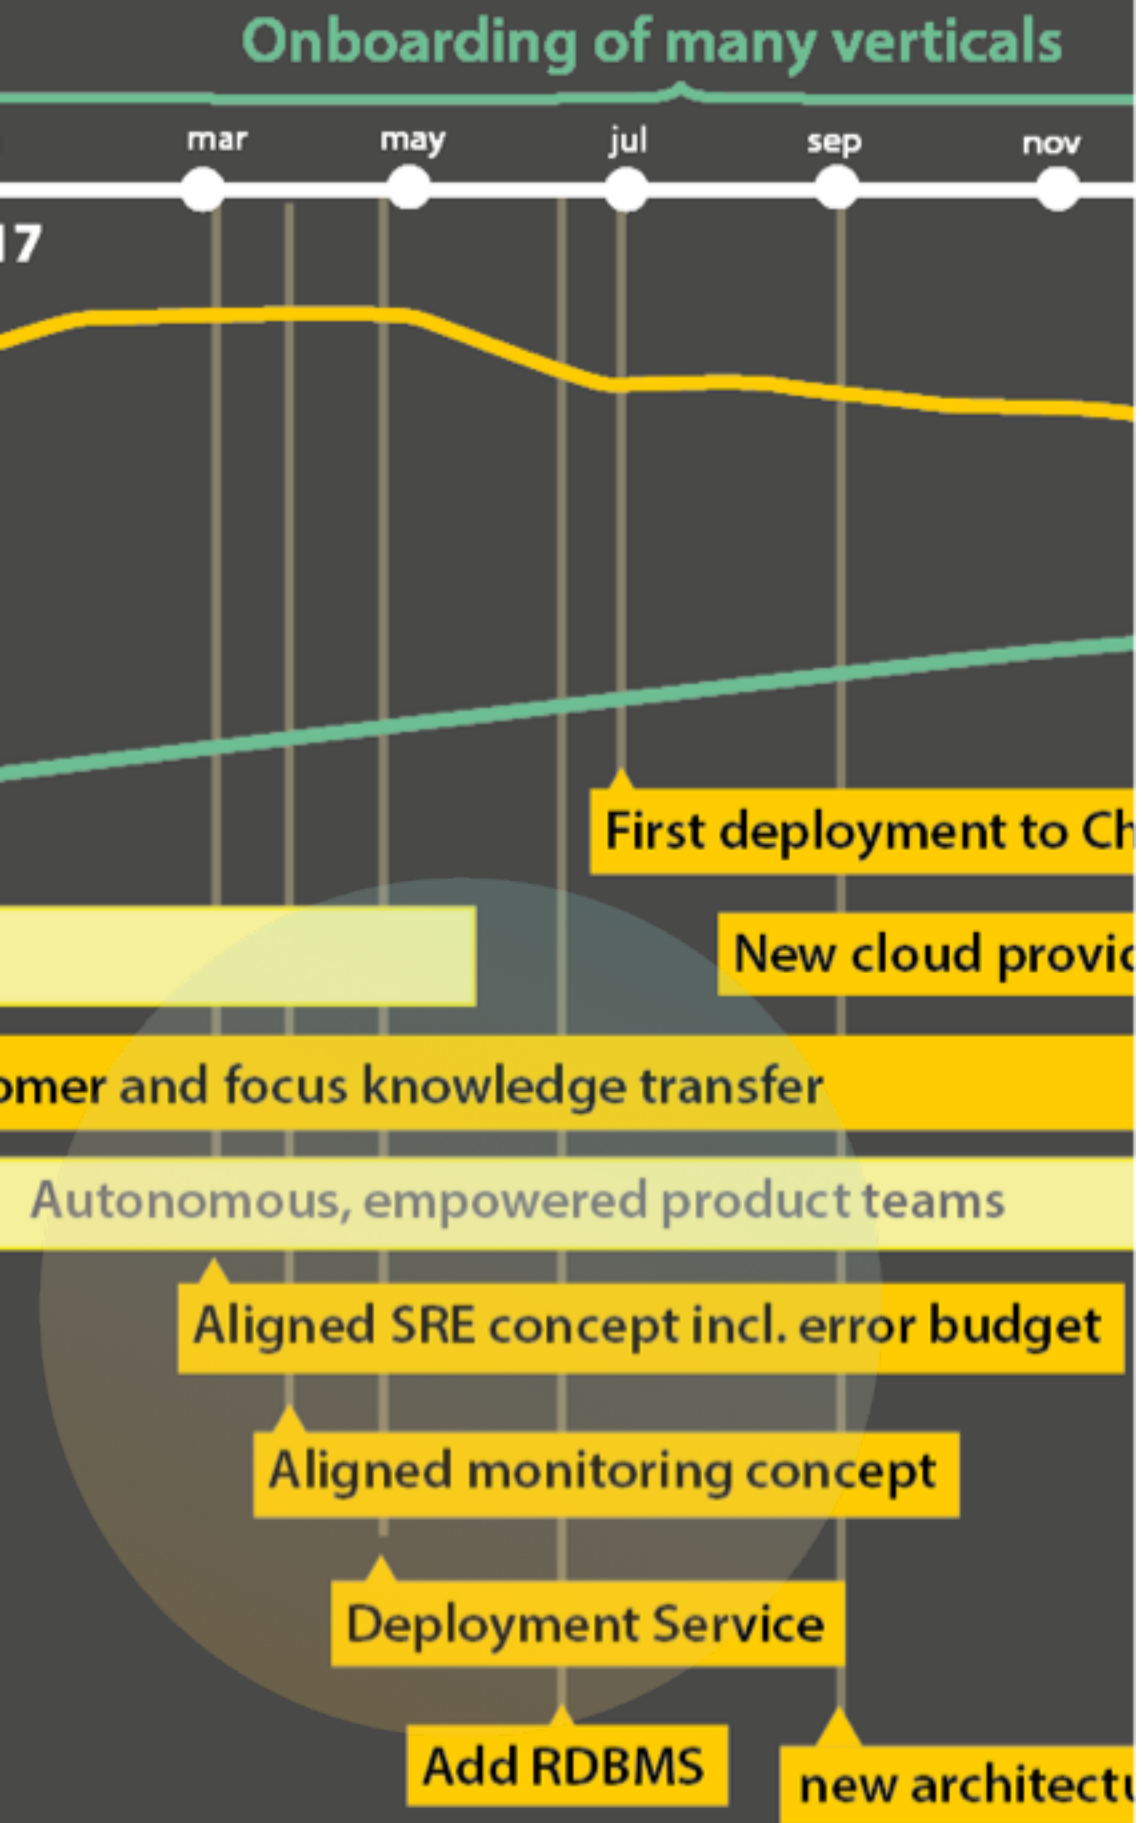 Onboarding of many verticals
mar may jul sep nov
17
First deployment to Ch
New cloud provic
omer and focus knowledge transfer
Autonomous, empowered product teams
Aligned SRE concept incl. error budget
Aligned monitoring concept
Deployment Service
Add RDBMS
new architectu